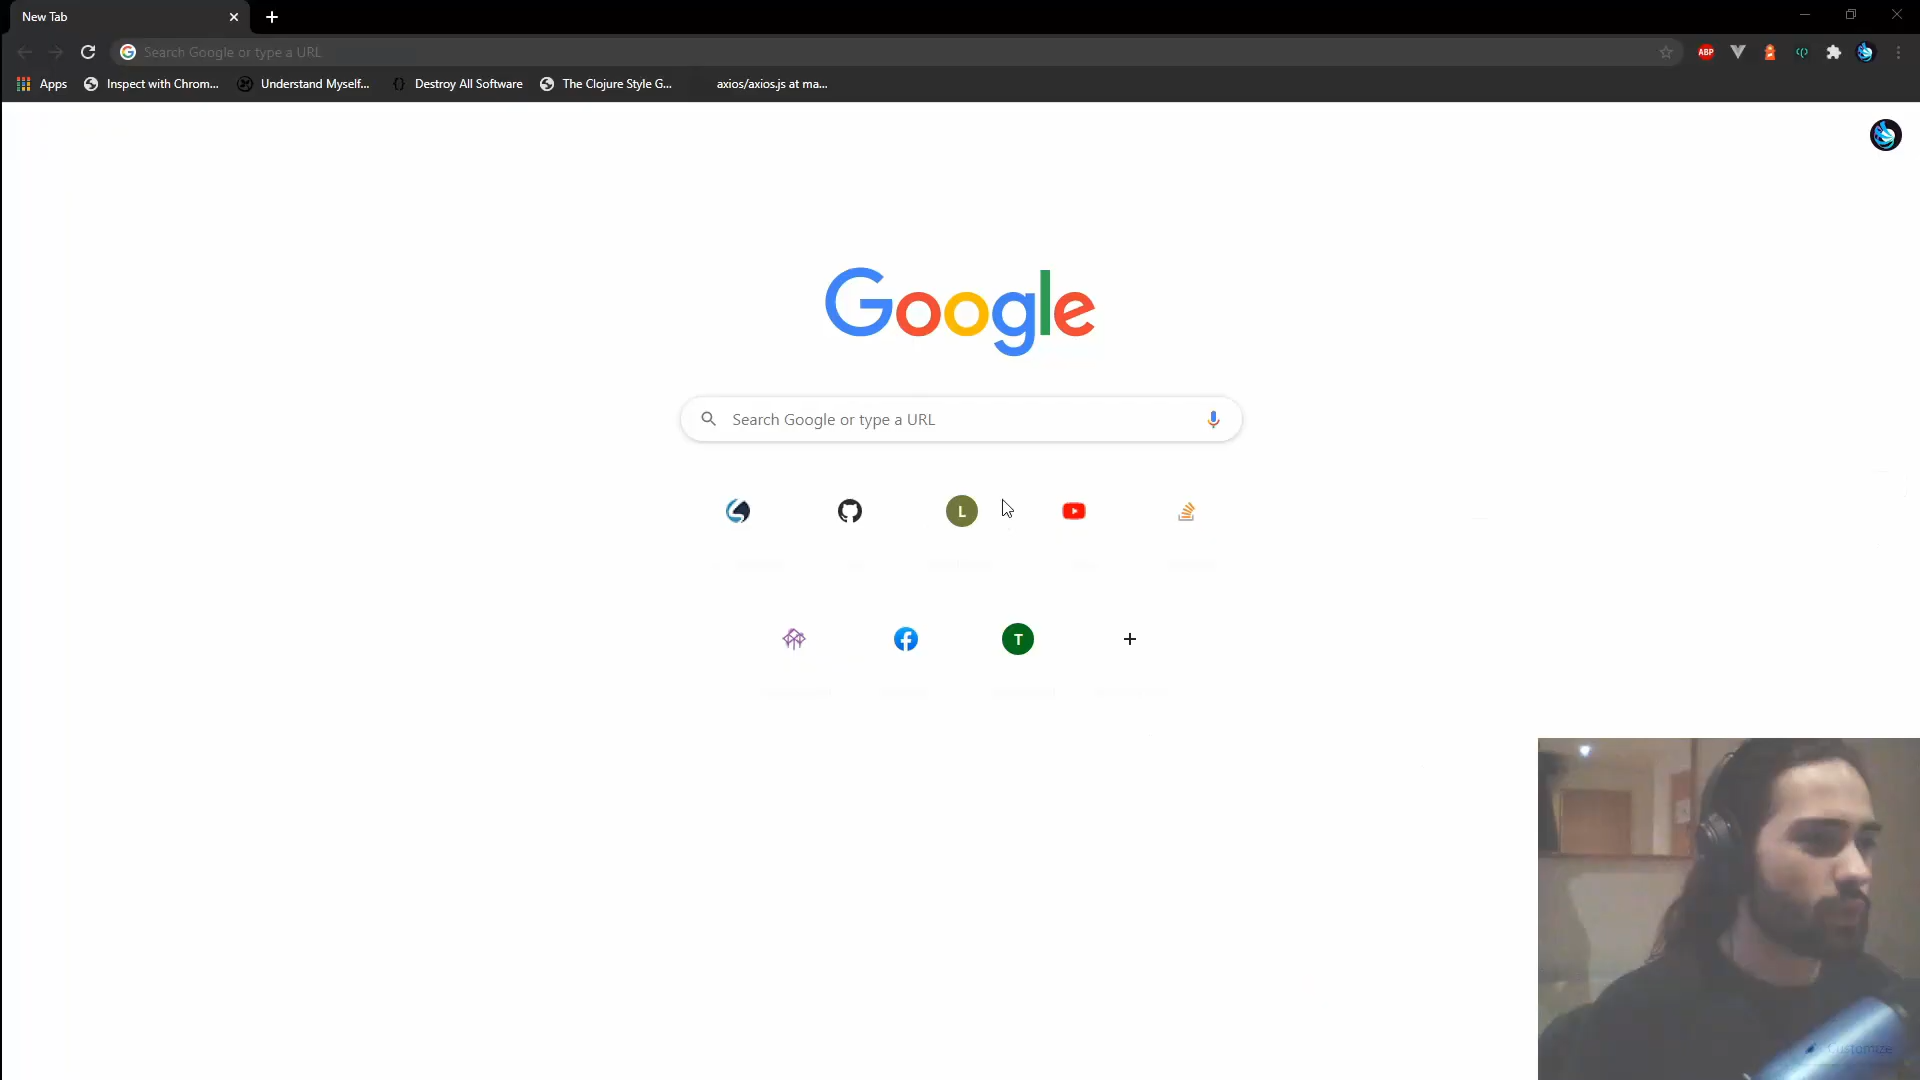 New Tab
Search Google or type a URL
ABP
Apps
Inspect with Chrom...
Understand Myself...
Destroy All Software
The Clojure Style G...
axios/axios.js at ma...
Google
Search Google or type a URL
L
T
Customize